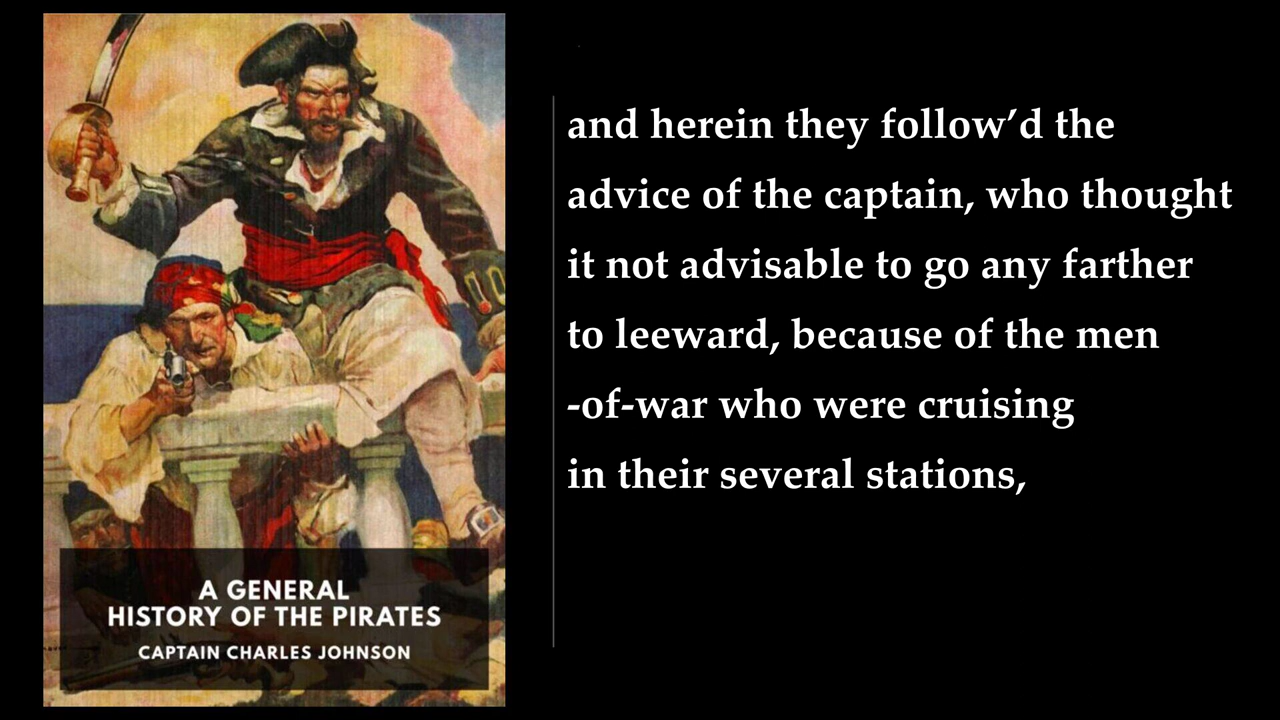 A GENERAL
HISTORY OF THE PIRATES
CAPTAIN CHARLES JOHNSON
and herein they follow’d the
advice of the captain, who thought
it not advisable to go any farther
to leeward, because of the men
-of-war who were cruising
in their several stations,